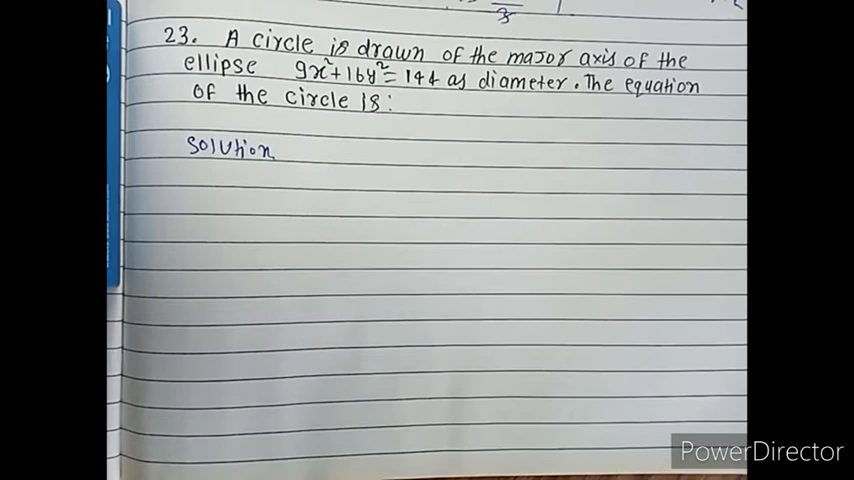 3
23. A circle is drawn of the major axis of the
ellipse 9x²+16y²=144 as diameter. The equation
of the circle is:
Solution
PowerDirector